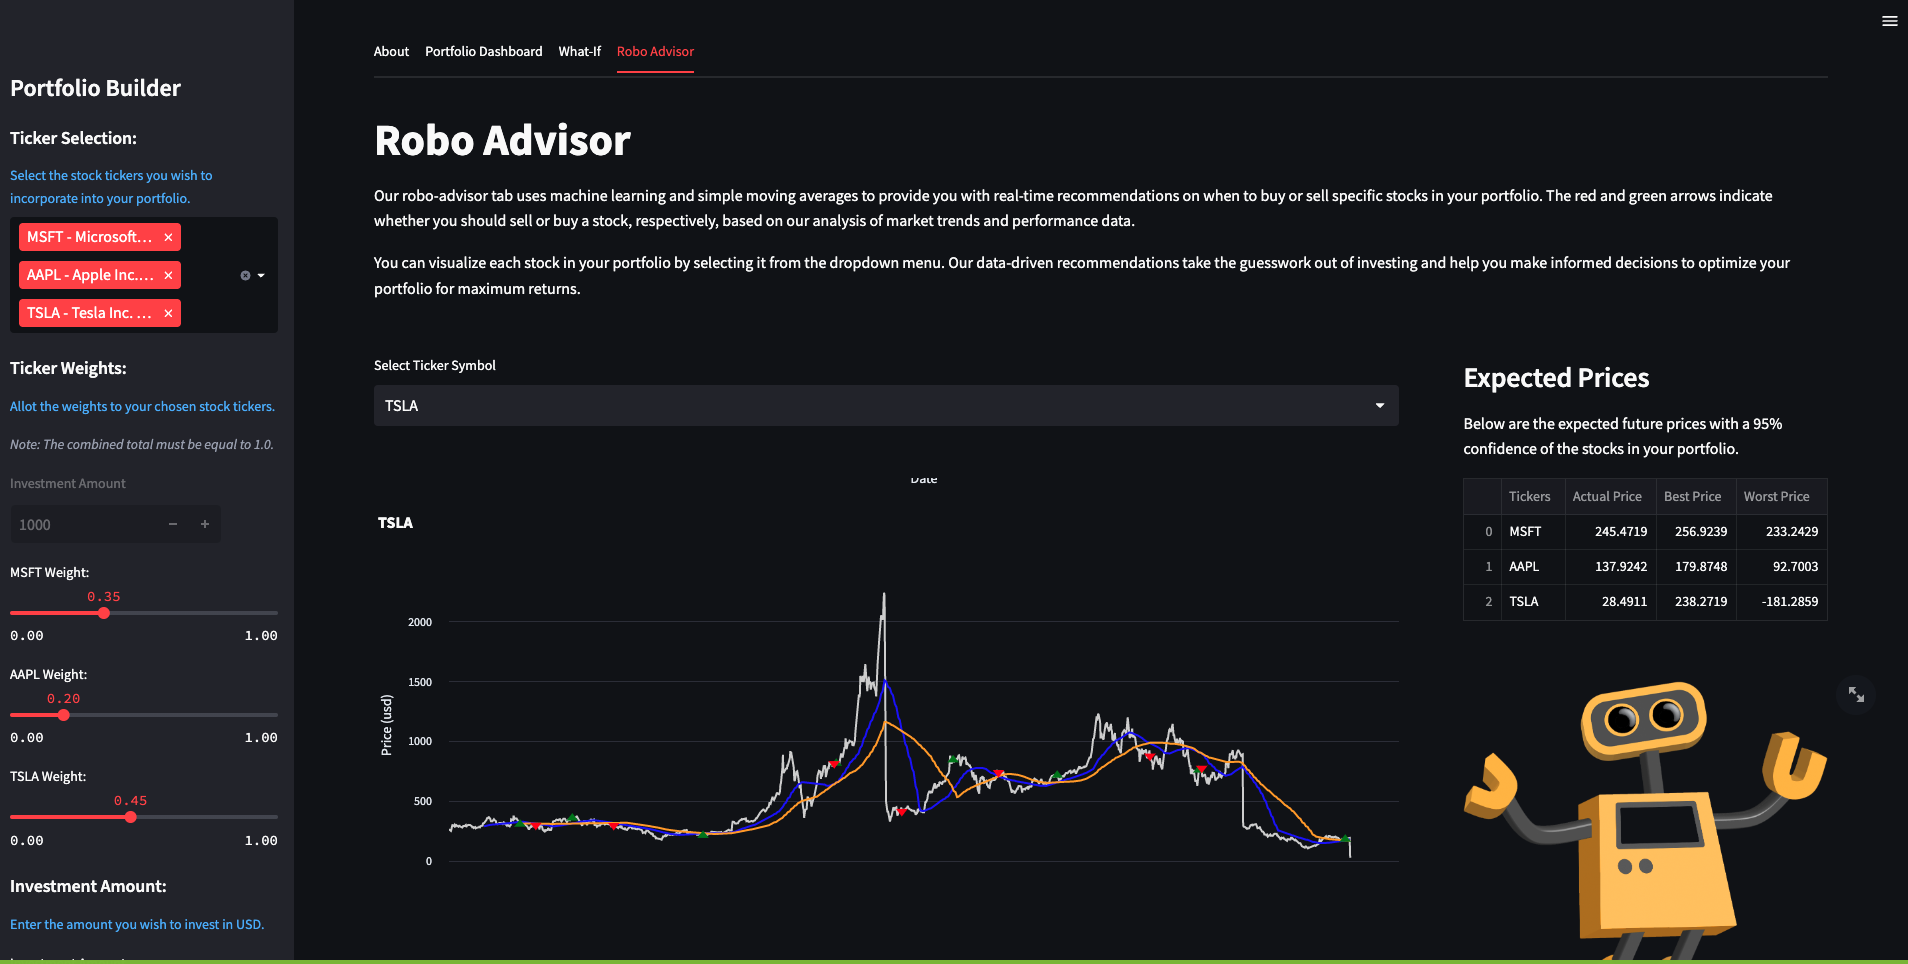 Portfolio Builder
Ticker Selection:
Select the stock tickers you wish to
incorporate into your portfolio.
MSFT - Microsoft...
AAPL - Apple Inc....
TSLA - Tesla Inc. ...
Ticker Weights:
Allot the weights to your chosen stock tickers.
Note: The combined total must be equal to 1.0.
Investment Amount
1000
MSFT Weight:
0.35
0.00 1.00
AAPL Weight:
0.20
0.00 1.00
TSLA Weight:
0.45
0.00 1.00
Investment Amount:
Enter the amount you wish to invest in USD.
About Portfolio Dashboard What-If Robo Advisor
Robo Advisor
Our robo-advisor tab uses machine learning and simple moving averages to provide you with real-time recommendations on when to buy or sell specific stocks in your portfolio. The red and green arrows indicate
whether you should sell or buy a stock, respectively, based on our analysis of market trends and performance data.
You can visualize each stock in your portfolio by selecting it from the dropdown menu. Our data-driven recommendations take the guesswork out of investing and help you make informed decisions to optimize your
portfolio for maximum returns.
Select Ticker Symbol
TSLA
Date
TSLA
Price (usd)
2000
1500
1000
500
0
Expected Prices
Below are the expected future prices with a 95%
confidence of the stocks in your portfolio.
Tickers Actual Price Best Price Worst Price
0 MSFT 245.4719 256.9239 233.2429
1 AAPL 137.9242 179.8748 92.7003
2 TSLA 28.4911 238.2719 -181.2859